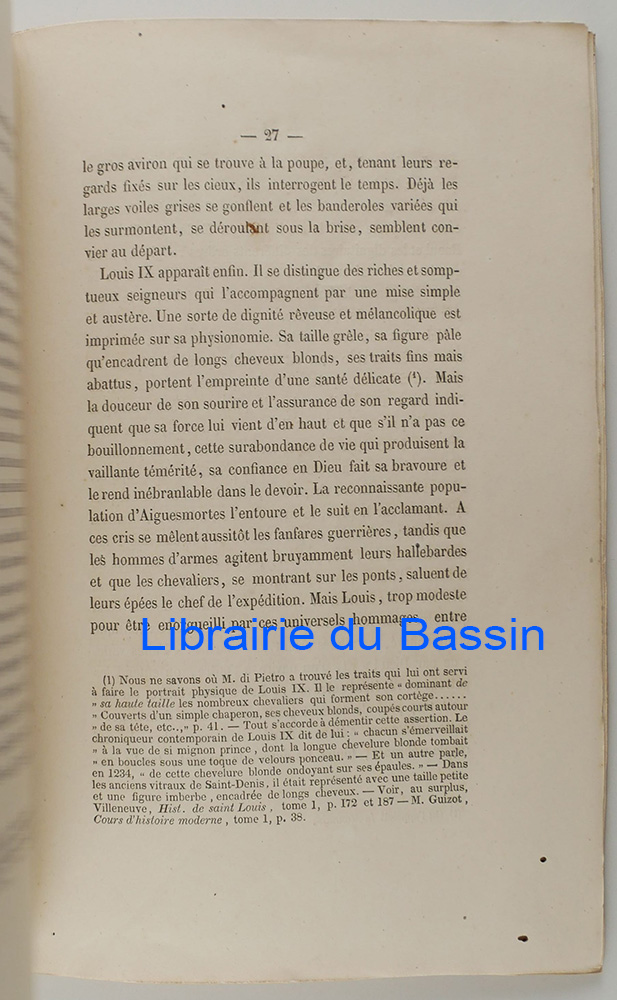 — 27 —
le gros aviron qui se trouve à la poupe, et, tenant leurs re-
gards fixés sur les cieux, ils interrogent le temps. Déjà les
larges voiles grises se gonflent et les banderoles variées qui
les surmontent, se déroulant sous la brise, semblent con-
vier au départ.
Louis IX apparaît enfin. Il se distingue des riches et somp-
tueux seigneurs qui l'accompagnent par une mise simple
et austère. Une sorte de dignité rêveuse et mélancolique est
imprimée sur sa physionomie. Sa taille grêle, sa figure pâle
qu'encadrent de longs cheveux blonds, ses traits fins mais
abattus, portent l'empreinte d'une santé délicate (1). Mais
la douceur de son sourire et l'assurance de son regard indi-
quent que sa force lui vient d'en haut et que s'il n'a pas ce
bouillonnement, cette surabondance de vie qui produisent la
vaillante témérité, sa confiance en Dieu fait sa bravoure et
le rend inébranlable dans le devoir. La reconnaissante popu-
lation d'Aiguesmortes l'entoure et le suit en l'acclamant. A
ces cris se mêlent aussitôt les fanfares guerrières, tandis que
les hommes d'armes agitent bruyamment leurs hallebardes
et que les chevaliers, se montrant sur les ponts, saluent de
leurs épées le chef de l'expédition. Mais Louis, trop modeste
pour être enorgueilli par ces universels hommages, entre
Librairie du Bassin
(1) Nous ne savons où M. di Pietro a trouvé les traits qui lui ont servi
à faire le portrait physique de Louis IX. Il le représente « dominant de
» sa haute taille les nombreux chevaliers qui forment son cortège......
» Couverts d'un simple chaperon, ses cheveux blonds, coupés courts autour
» de sa tête, etc.., » p. 41. — Tout s'accorde à démentir cette assertion. Le
chroniqueur contemporain de Louis IX dit de lui : « chacun s'émerveillait
» à la vue de si mignon prince, dont la longue chevelure blonde tombait
» en boucles sous une toque de velours ponceau. » — Et un autre parle,
en 1234, « de cette chevelure blonde ondoyant sur ses épaules. » — Dans
les anciens vitraux de Saint-Denis, il était représenté avec une taille petite
et une figure imberbe, encadrée de longs cheveux. — Voir, au surplus,
Villeneuve, Hist. de saint Louis, tome 1, p. 172 et 187 — M. Guizot,
Cours d'histoire moderne, tome 1, p. 38.